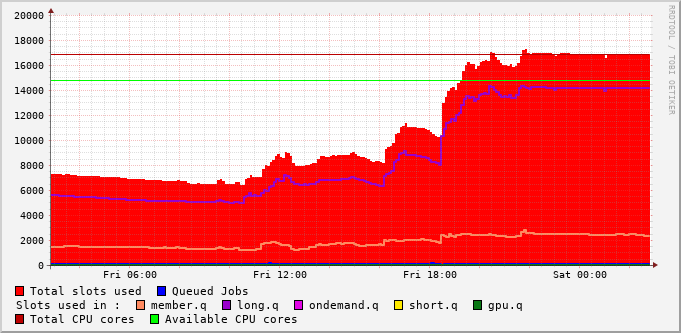 RRDTOOL / TOBI OETIKER
20000
18000
16000
14000
12000
10000
8000
6000
4000
2000
0
Fri 06:00 Fri 12:00 Fri 18:00 Sat 00:00
Total slots used Queued Jobs
Slots used in : member.q long.q ondemand.q short.q gpu.q
Total CPU cores Available CPU cores